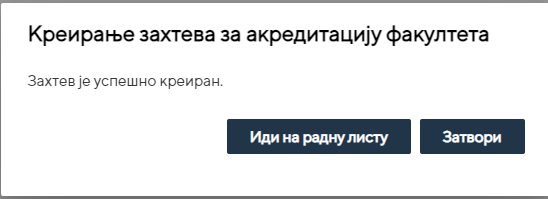 Креирање захтева за акредитацију факултета
Захтев је успешно креиран.
Иди на радну листу Затвори